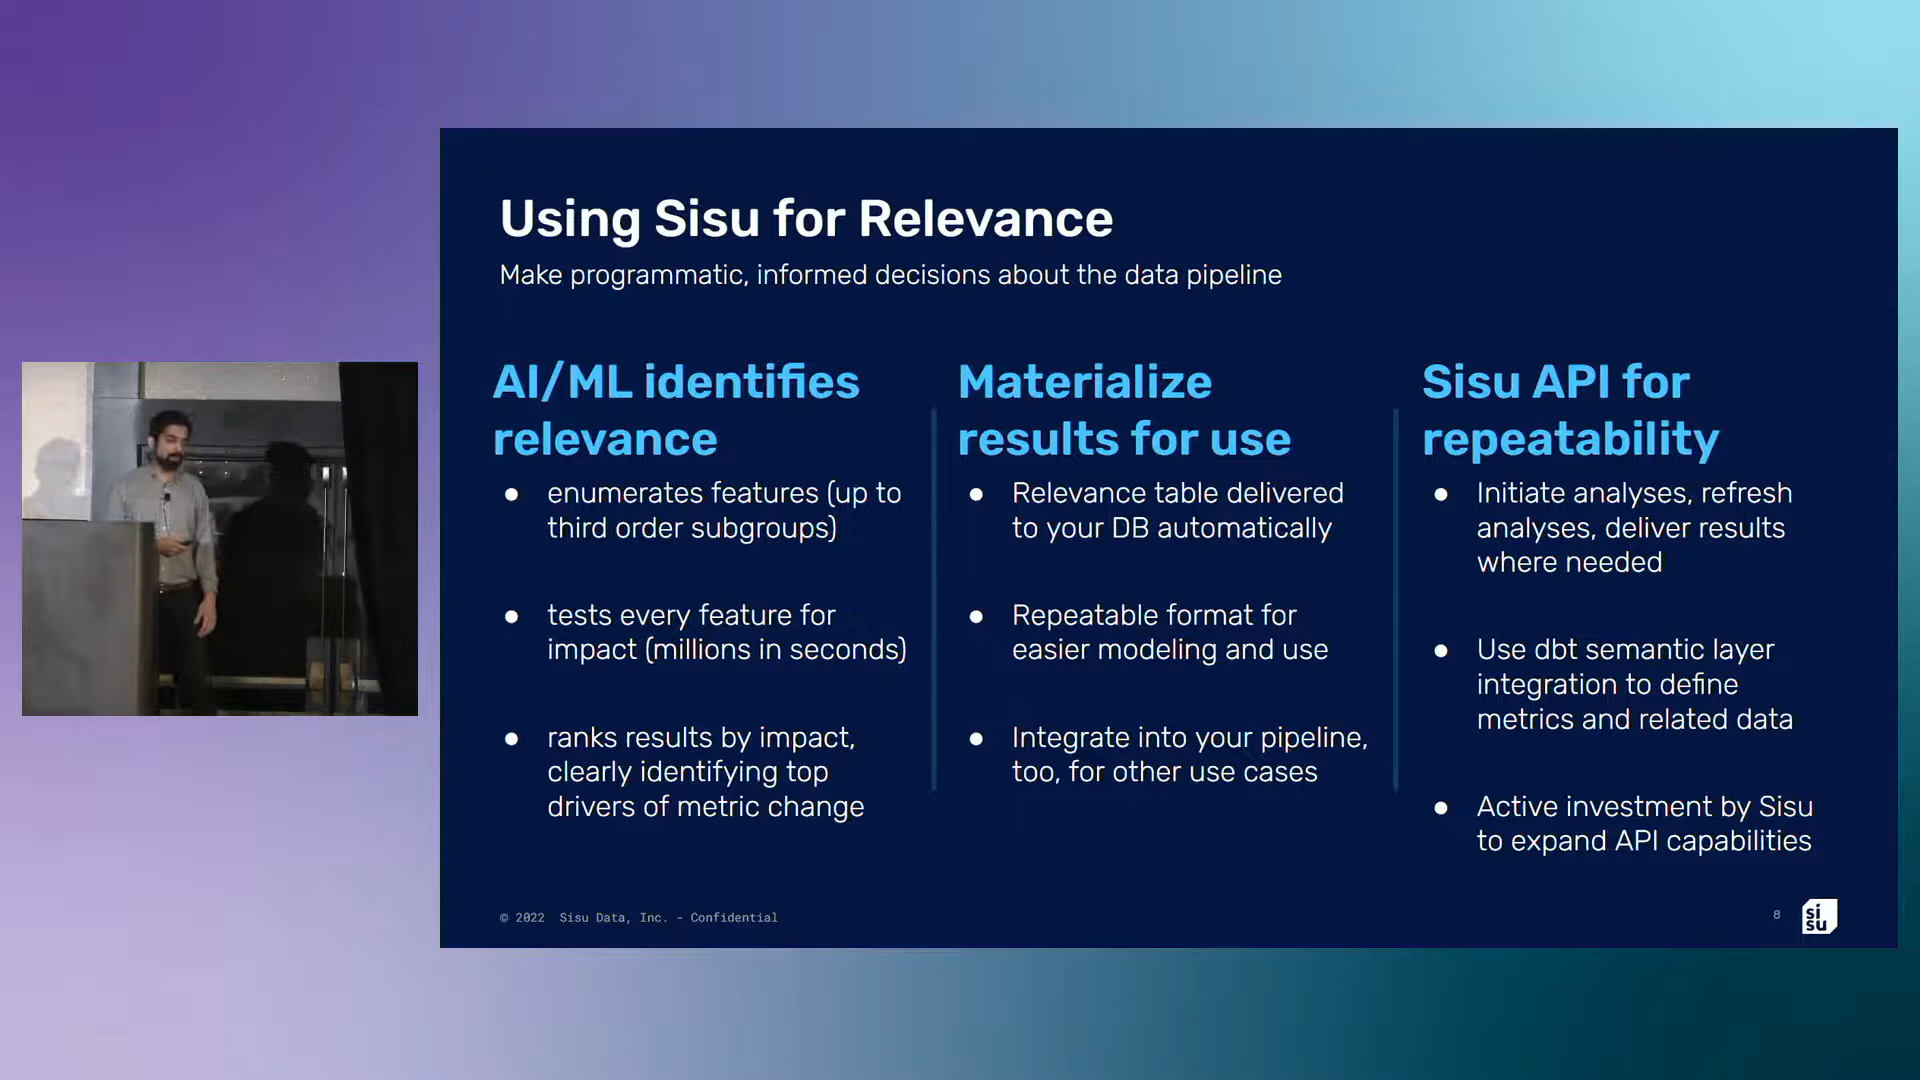 Using Sisu for Relevance
Make programmatic, informed decisions about the data pipeline
AI/ML identifies
relevance
● enumerates features (up to
third order subgroups)
● tests every feature for
impact (millions in seconds)
● ranks results by impact,
clearly identifying top
drivers of metric change
Materialize
results for use
● Relevance table delivered
to your DB automatically
● Repeatable format for
easier modeling and use
● Integrate into your pipeline,
too, for other use cases
Sisu API for
repeatability
● Initiate analyses, refresh
analyses, deliver results
where needed
● Use dbt semantic layer
integration to define
metrics and related data
● Active investment by Sisu
to expand API capabilities
© 2022 Sisu Data, Inc. - Confidential
8
si
su